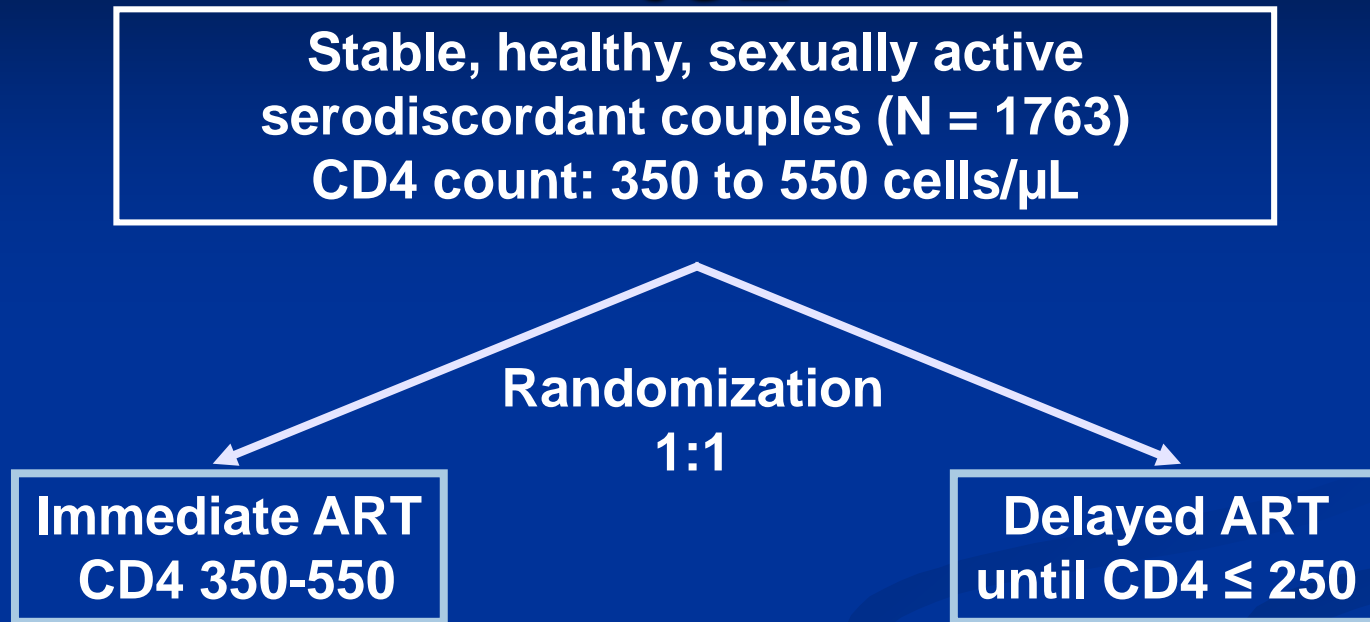 Stable, healthy, sexually active
serodiscordant couples (N = 1763)
CD4 count: 350 to 550 cells/µL
Randomization
1:1
Immediate ART
CD4 350-550
Delayed ART
until CD4 ≤ 250